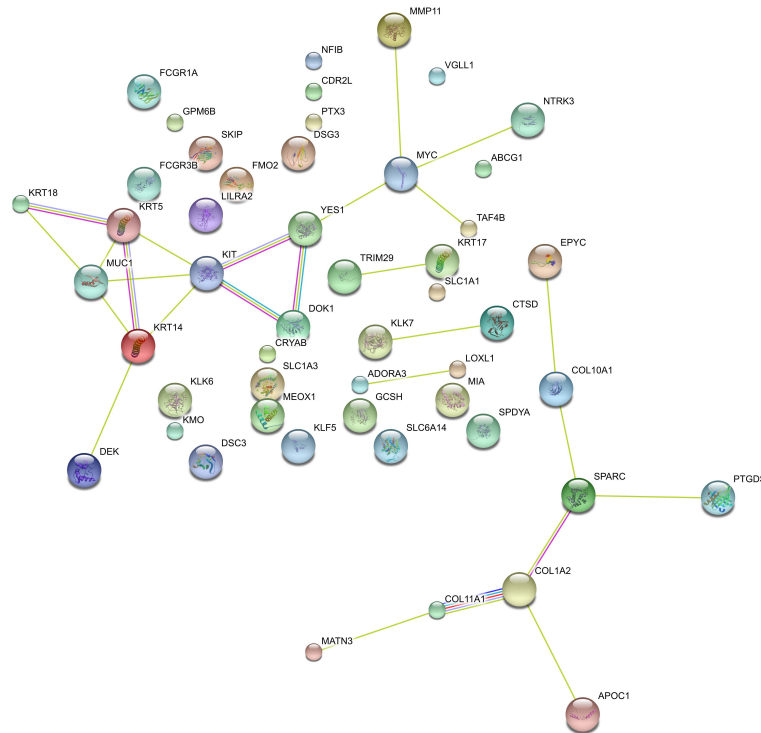 MMP11
NFIB
VGLL1
FCGR1A
CDR2L
NTRK3
GPM6B
PTX3
SKIP
DSG3
MYC
ABCG1
FCGR3B
FMO2
KRT18
LILRA2
KRT5
YES1
TAF4B
KRT17
EPYC
KIT
TRIM29
MUC1
SLC1A1
DOK1
CTSD
KRT14
KLK7
CRYAB
LOXL1
SLC1A3
ADORA3
COL10A1
KLK6
MEOX1
GCSH
MIA
KMO
SPDYA
KLF5
SLC6A14
DEK
DSC3
SPARC
PTGDS
COL1A2
COL11A1
MATN3
APOC1